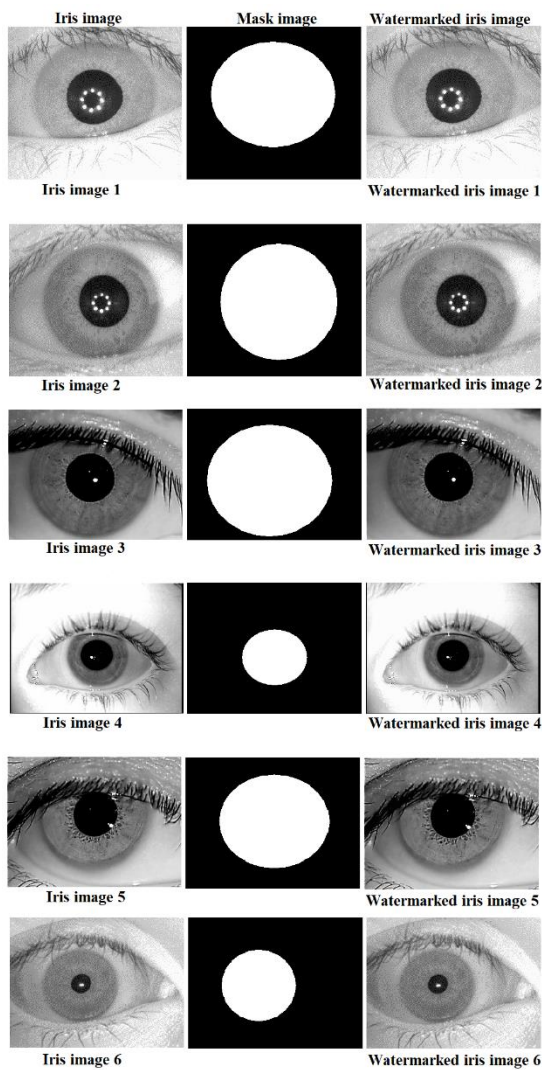 Iris image Mask image Watermarked iris image
Iris image 1 Watermarked iris image 1
Iris image 2 Watermarked iris image 2
Iris image 3 Watermarked iris image 3
Iris image 4 Watermarked iris image 4
Iris image 5 Watermarked iris image 5
Iris image 6 Watermarked iris image 6